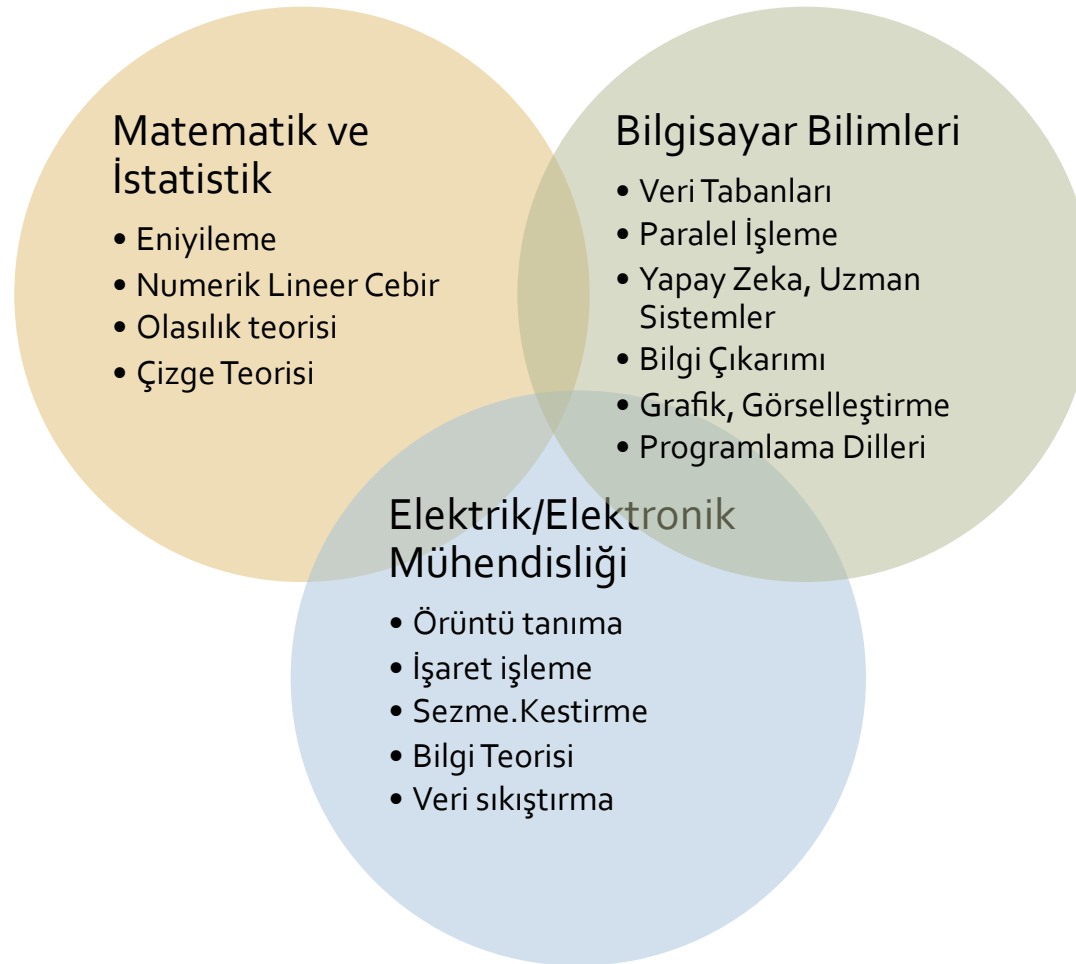 Matematik ve
İstatistik
• Eniyileme
• Numerik Lineer Cebir
• Olasılık teorisi
• Çizge Teorisi
Bilgisayar Bilimleri
• Veri Tabanları
• Paralel İşleme
• Yapay Zeka, Uzman
Sistemler
• Bilgi Çıkarımı
• Grafik, Görselleştirme
• Programlama Dilleri
Elektrik/Elektronik
Mühendisliği
• Örüntü tanıma
• İşaret işleme
• Sezme.Kestirme
• Bilgi Teorisi
• Veri sıkıştırma